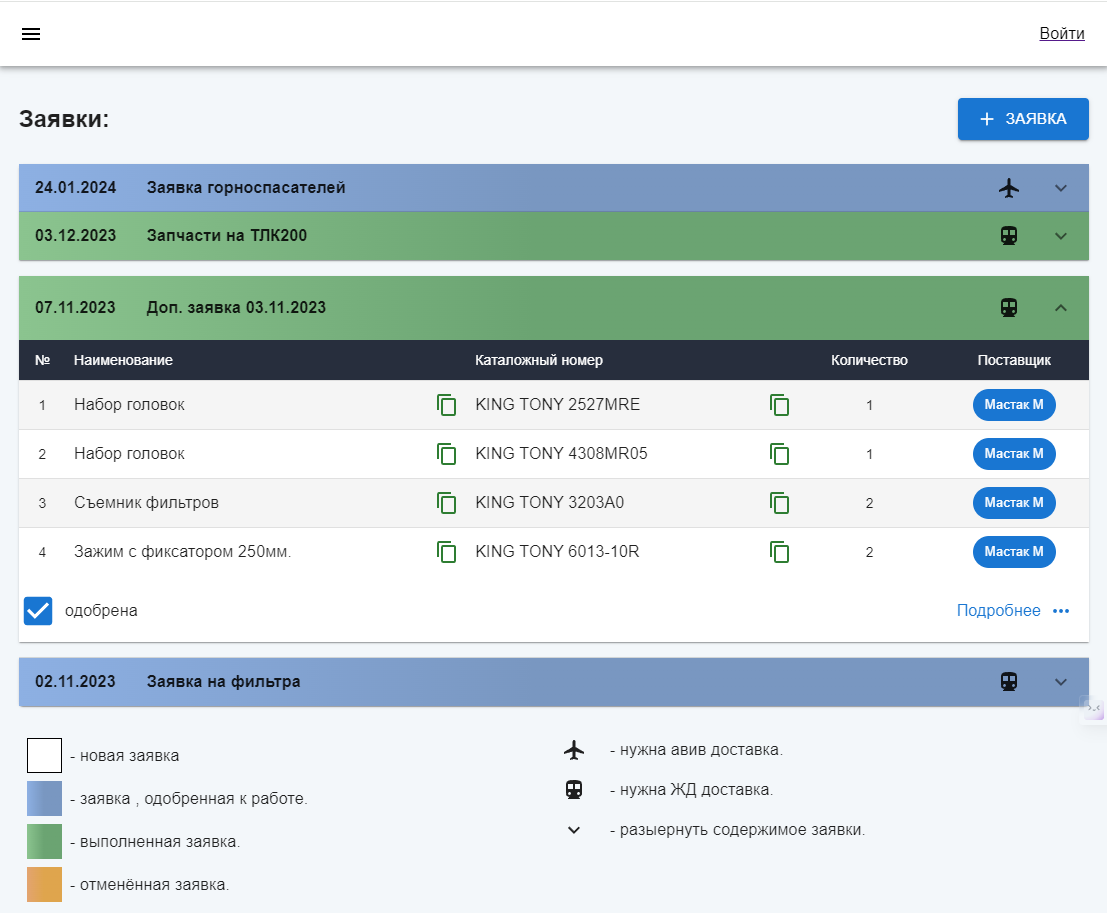 Войти
Заявки:
+ ЗАЯВКА
24.01.2024 Заявка горноспасателей
03.12.2023 Запчасти на ТЛК200
07.11.2023 Доп. заявка 03.11.2023
№ Наименование Каталожный номер Количество Поставщик
1 Набор головок KING TONY 2527MRE 1 Мастак М
2 Набор головок KING TONY 4308MR05 1 Мастак М
3 Съемник фильтров KING TONY 3203A0 2 Мастак М
4 Зажим с фиксатором 250мм. KING TONY 6013-10R 2 Мастак М
одобрена Подробнее •••
02.11.2023 Заявка на фильтра
- новая заявка
- заявка , одобренная к работе.
- выполненная заявка.
- отменённая заявка.
- нужна авив доставка.
- нужна ЖД доставка.
- разыернуть содержимое заявки.